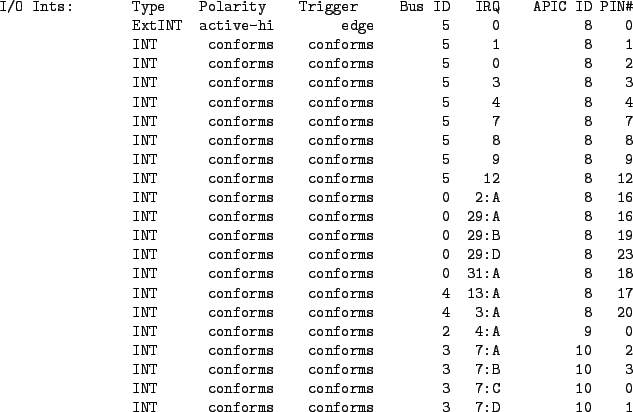 I/O Ints: Type Polarity Trigger Bus ID IRQ APIC ID PIN#
ExtINT active-hi edge 5 0 8 0
INT conforms conforms 5 1 8 1
INT conforms conforms 5 0 8 2
INT conforms conforms 5 3 8 3
INT conforms conforms 5 4 8 4
INT conforms conforms 5 7 8 7
INT conforms conforms 5 8 8 8
INT conforms conforms 5 9 8 9
INT conforms conforms 5 12 8 12
INT conforms conforms 0 2:A 8 16
INT conforms conforms 0 29:A 8 16
INT conforms conforms 0 29:B 8 19
INT conforms conforms 0 29:D 8 23
INT conforms conforms 0 31:A 8 18
INT conforms conforms 4 13:A 8 17
INT conforms conforms 4 3:A 8 20
INT conforms conforms 2 4:A 9 0
INT conforms conforms 3 7:A 10 2
INT conforms conforms 3 7:B 10 3
INT conforms conforms 3 7:C 10 0
INT conforms conforms 3 7:D 10 1